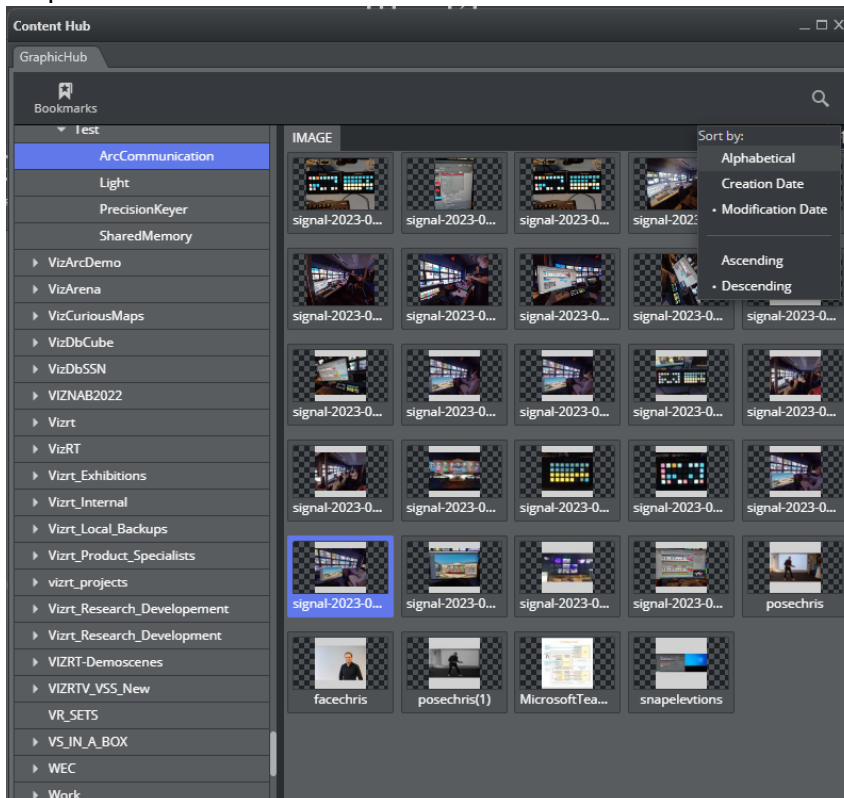 Content Hub
GraphicHub
Bookmarks
Test
ArcCommunication
Light
PrecisionKeyer
SharedMemory
VizArcDemo
VizArena
VizCuriousMaps
VizDbCube
VizDbSSN
VIZNAB2022
Vizrt
VizRT
Vizrt_Exhibitions
Vizrt_Internal
Vizrt_Local_Backups
Vizrt_Product_Specialists
vizrt_projects
Vizrt_Research_Developement
Vizrt_Research_Development
VIZRT-Demoscenes
VIZRTV_VSS_New
VR_SETS
VS_IN_A_BOX
WEC
Work
IMAGE
Sort by:
Alphabetical
Creation Date
• Modification Date
Ascending
• Descending
signal-2023-0... signal-2023-0... signal-2023-0... signal-2023
signal-2023-0... signal-2023-0... signal-2023-0... signal-2023-0... signal-2023-0...
signal-2023-0... signal-2023-0... signal-2023-0... signal-2023-0... signal-2023-0...
signal-2023-0... signal-2023-0... signal-2023-0... signal-2023-0... signal-2023-0...
signal-2023-0... signal-2023-0... signal-2023-0... signal-2023-0... posechris
facechris posechris(1) MicrosoftTea... snapelevtions